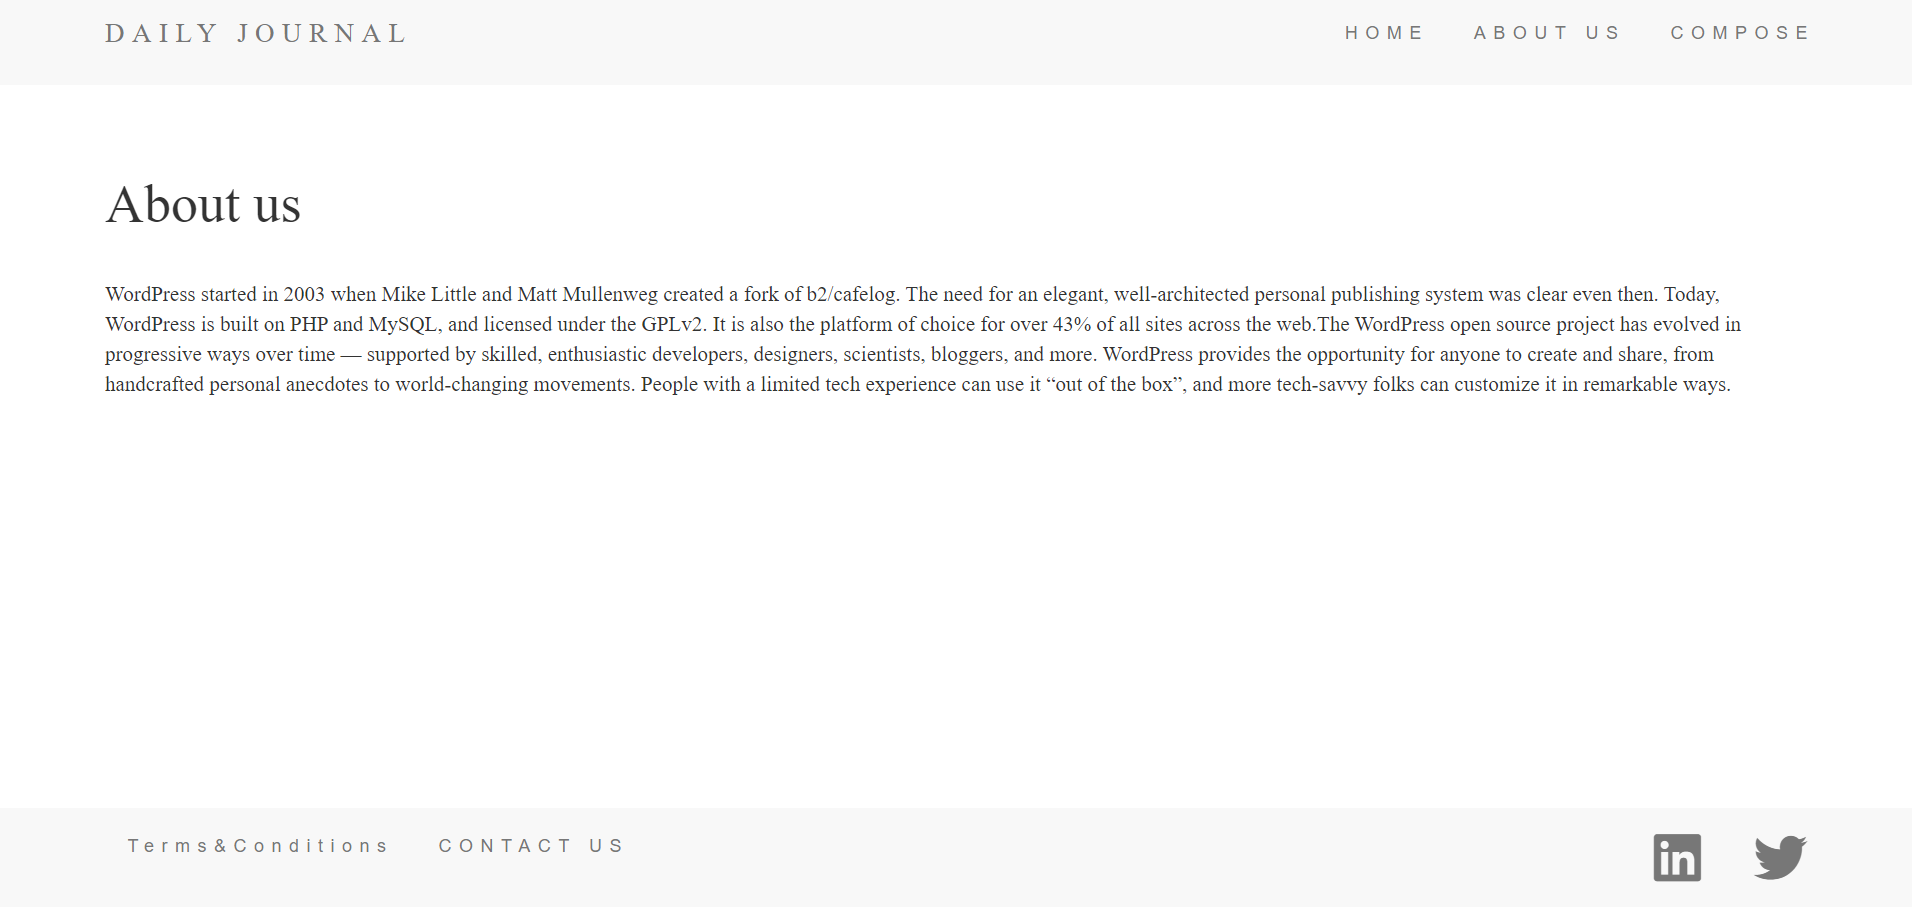 DAILY JOURNAL
HOME ABOUT US COMPOSE
About us
WordPress started in 2003 when Mike Little and Matt Mullenweg created a fork of b2/cafelog. The need for an elegant, well-architected personal publishing system was clear even then. Today,
WordPress is built on PHP and MySQL, and licensed under the GPLv2. It is also the platform of choice for over 43% of all sites across the web.The WordPress open source project has evolved in
progressive ways over time — supported by skilled, enthusiastic developers, designers, scientists, bloggers, and more. WordPress provides the opportunity for anyone to create and share, from
handcrafted personal anecdotes to world-changing movements. People with a limited tech experience can use it “out of the box”, and more tech-savvy folks can customize it in remarkable ways.
Terms&Conditions CONTACT US
in